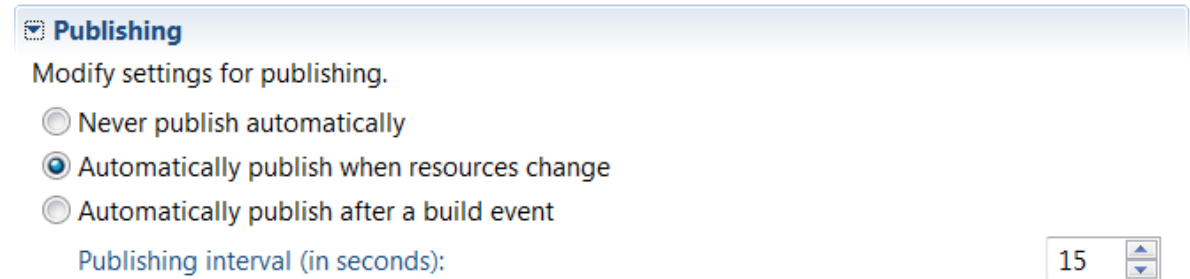 Publishing
Modify settings for publishing.
Never publish automatically
Automatically publish when resources change
Automatically publish after a build event
Publishing interval (in seconds): 15